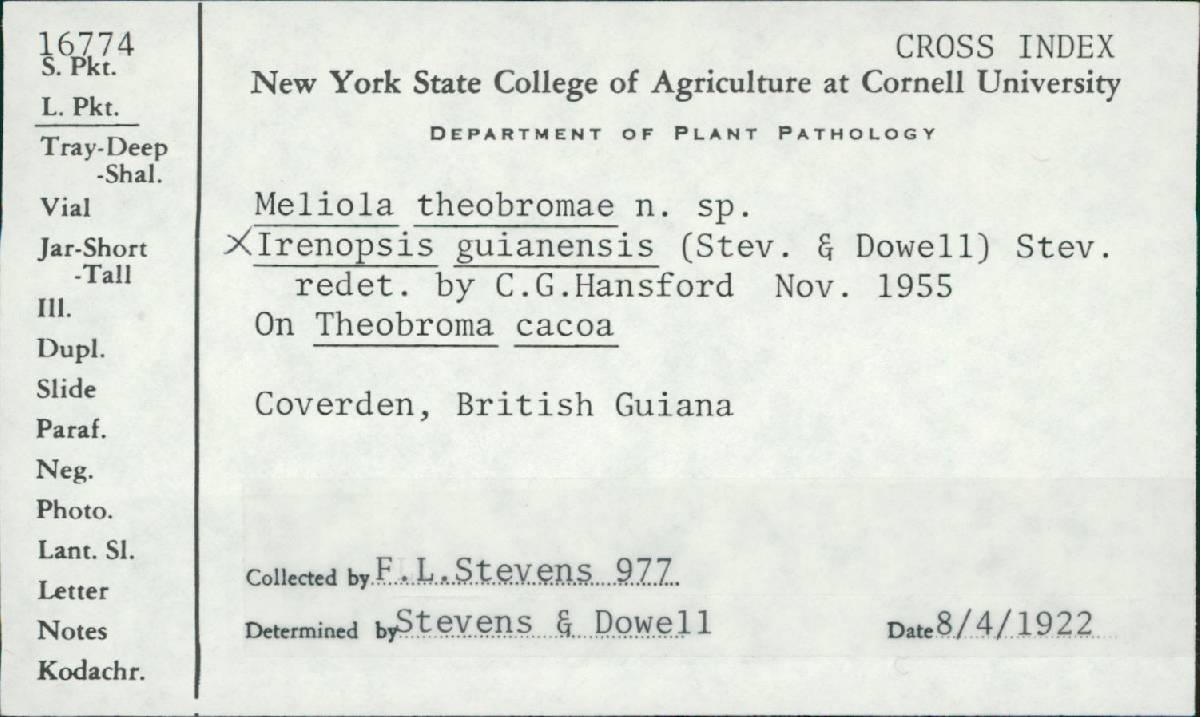 16774
S. Pkt.
L. Pkt.
Tray-Deep
-Shal.
Vial
Jar-Short
-Tall
Ill.
Dupl.
Slide
Paraf.
Neg.
Photo.
Lant. Sl.
Letter
Notes
Kodachr.
CROSS INDEX
New York State College of Agriculture at Cornell University
DEPARTMENT OF PLANT PATHOLOGY
Meliola theobromae n. sp.
XIrenopsis guianensis (Stev. & Dowell) Stev.
redet. by C.G.Hansford Nov. 1955
On Theobroma cacoa
Coverden, British Guiana
Collected by F.L.Stevens 977
Determined by Stevens & Dowell Date 8/4/1922